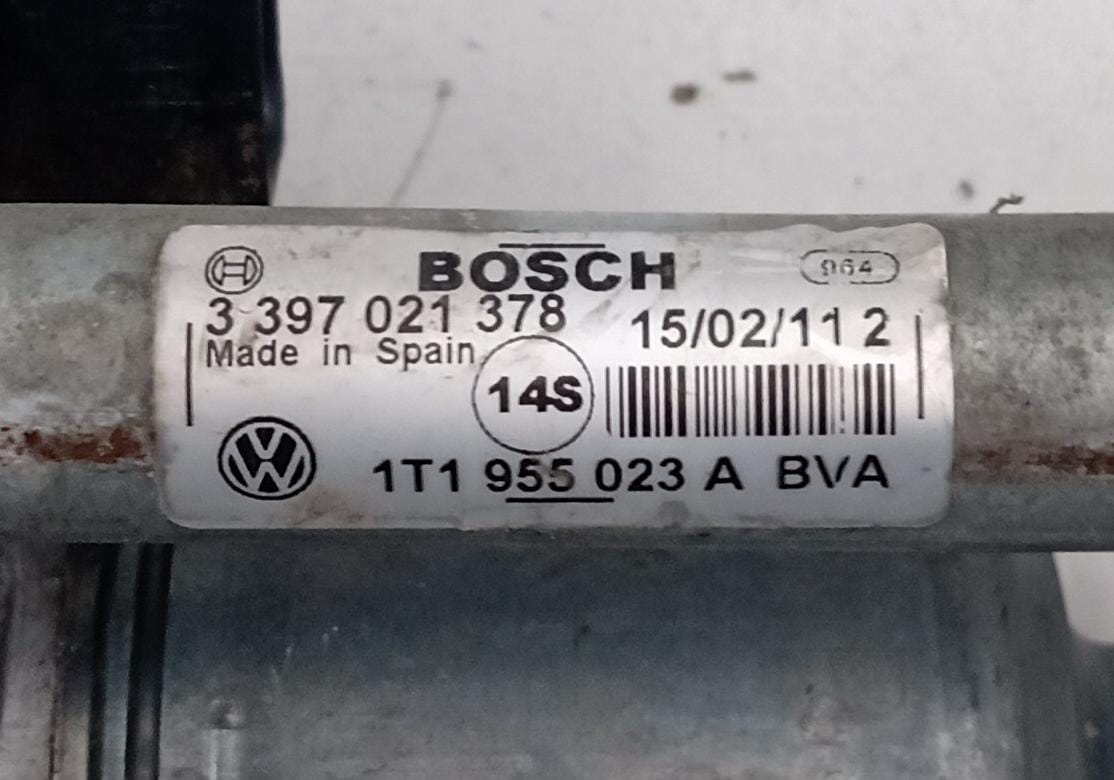 BOSCH
964
3 397 021 378
15/02/11 2
Made in Spain
14S
1T1 955 023 A BVA